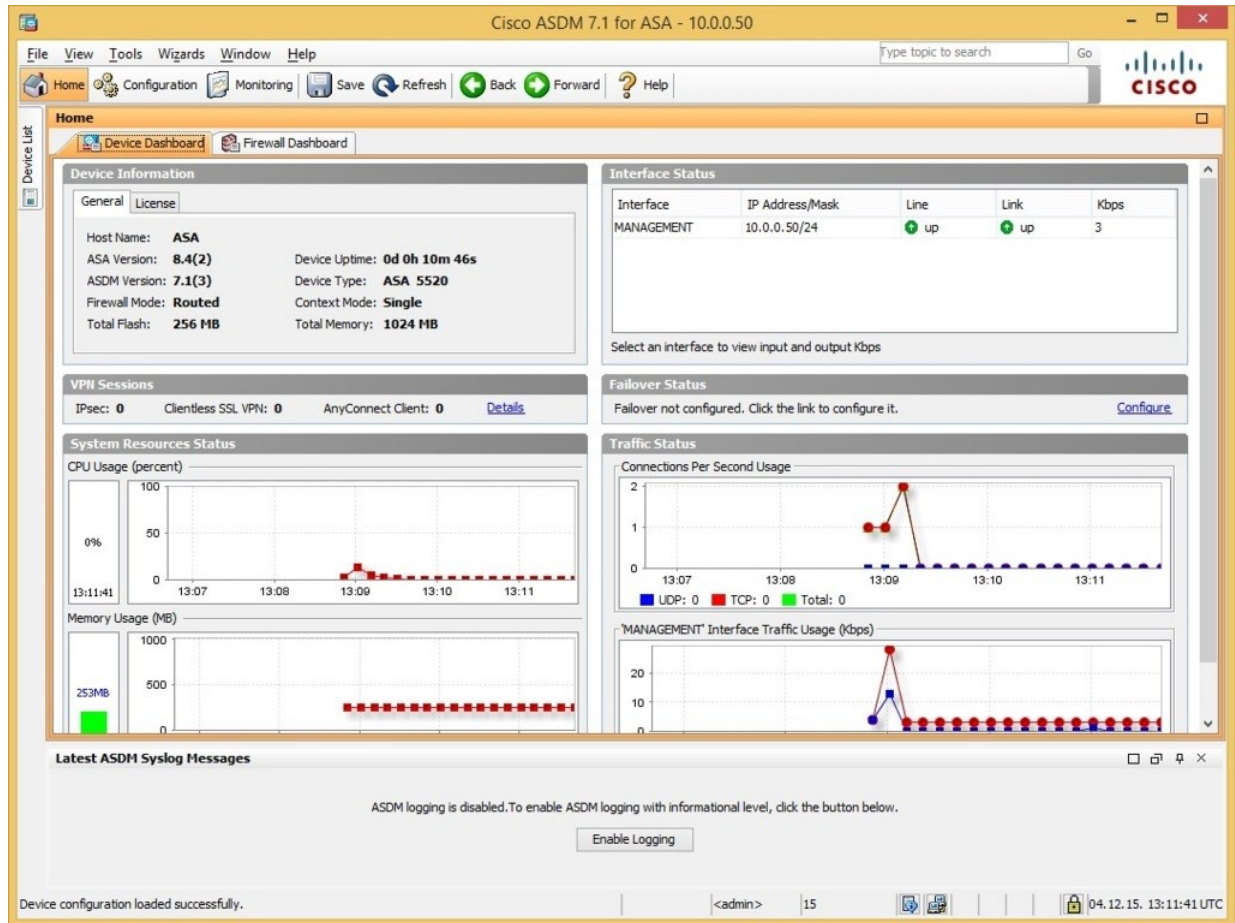 Cisco ASDM 7.1 for ASA - 10.0.0.50
File View Tools Wizards Window Help
Type topic to search Go
Home Configuration Monitoring Save Refresh Back Forward Help
CISCO
Device List
Home
Device Dashboard Firewall Dashboard
Device Information
General License
Host Name: ASA
ASA Version: 8.4(2) Device Uptime: 0d 0h 10m 46s
ASDM Version: 7.1(3) Device Type: ASA 5520
Firewall Mode: Routed Context Mode: Single
Total Flash: 256 MB Total Memory: 1024 MB
Interface Status
Interface IP Address/Mask Line Link Kbps
MANAGEMENT 10.0.0.50/24 up up 3
Select an interface to view input and output Kbps
VPN Sessions
IPsec: 0 Clientless SSL VPN: 0 AnyConnect Client: 0 Details
Failover Status
Failover not configured. Click the link to configure it. Configure
System Resources Status
CPU Usage (percent)
100
50
0
0%
13:11:41
13:07 13:08 13:09 13:10 13:11
Memory Usage (MB)
1000
500
0
253MB
Traffic Status
Connections Per Second Usage
2
1
0
13:07 13:08 13:09 13:10 13:11
UDP: 0 TCP: 0 Total: 0
'MANAGEMENT' Interface Traffic Usage (Kbps)
20
10
0
Latest ASDM Syslog Messages
ASDM logging is disabled.To enable ASDM logging with informational level, click the button below.
Enable Logging
Device configuration loaded successfully. <admin> 15 04.12.15. 13:11:41 UTC